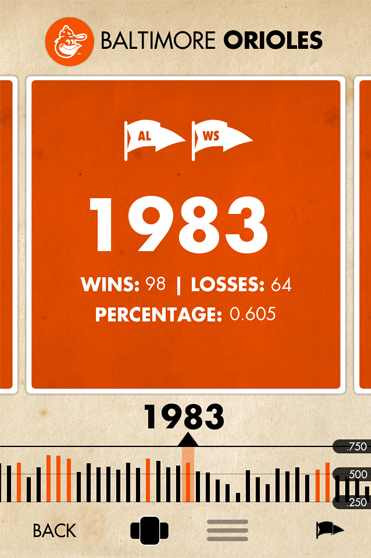 BALTIMORE ORIOLES
AL WS
1983
WINS: 98 | LOSSES: 64
PERCENTAGE: 0.605
1983
.750
.500
.250
BACK